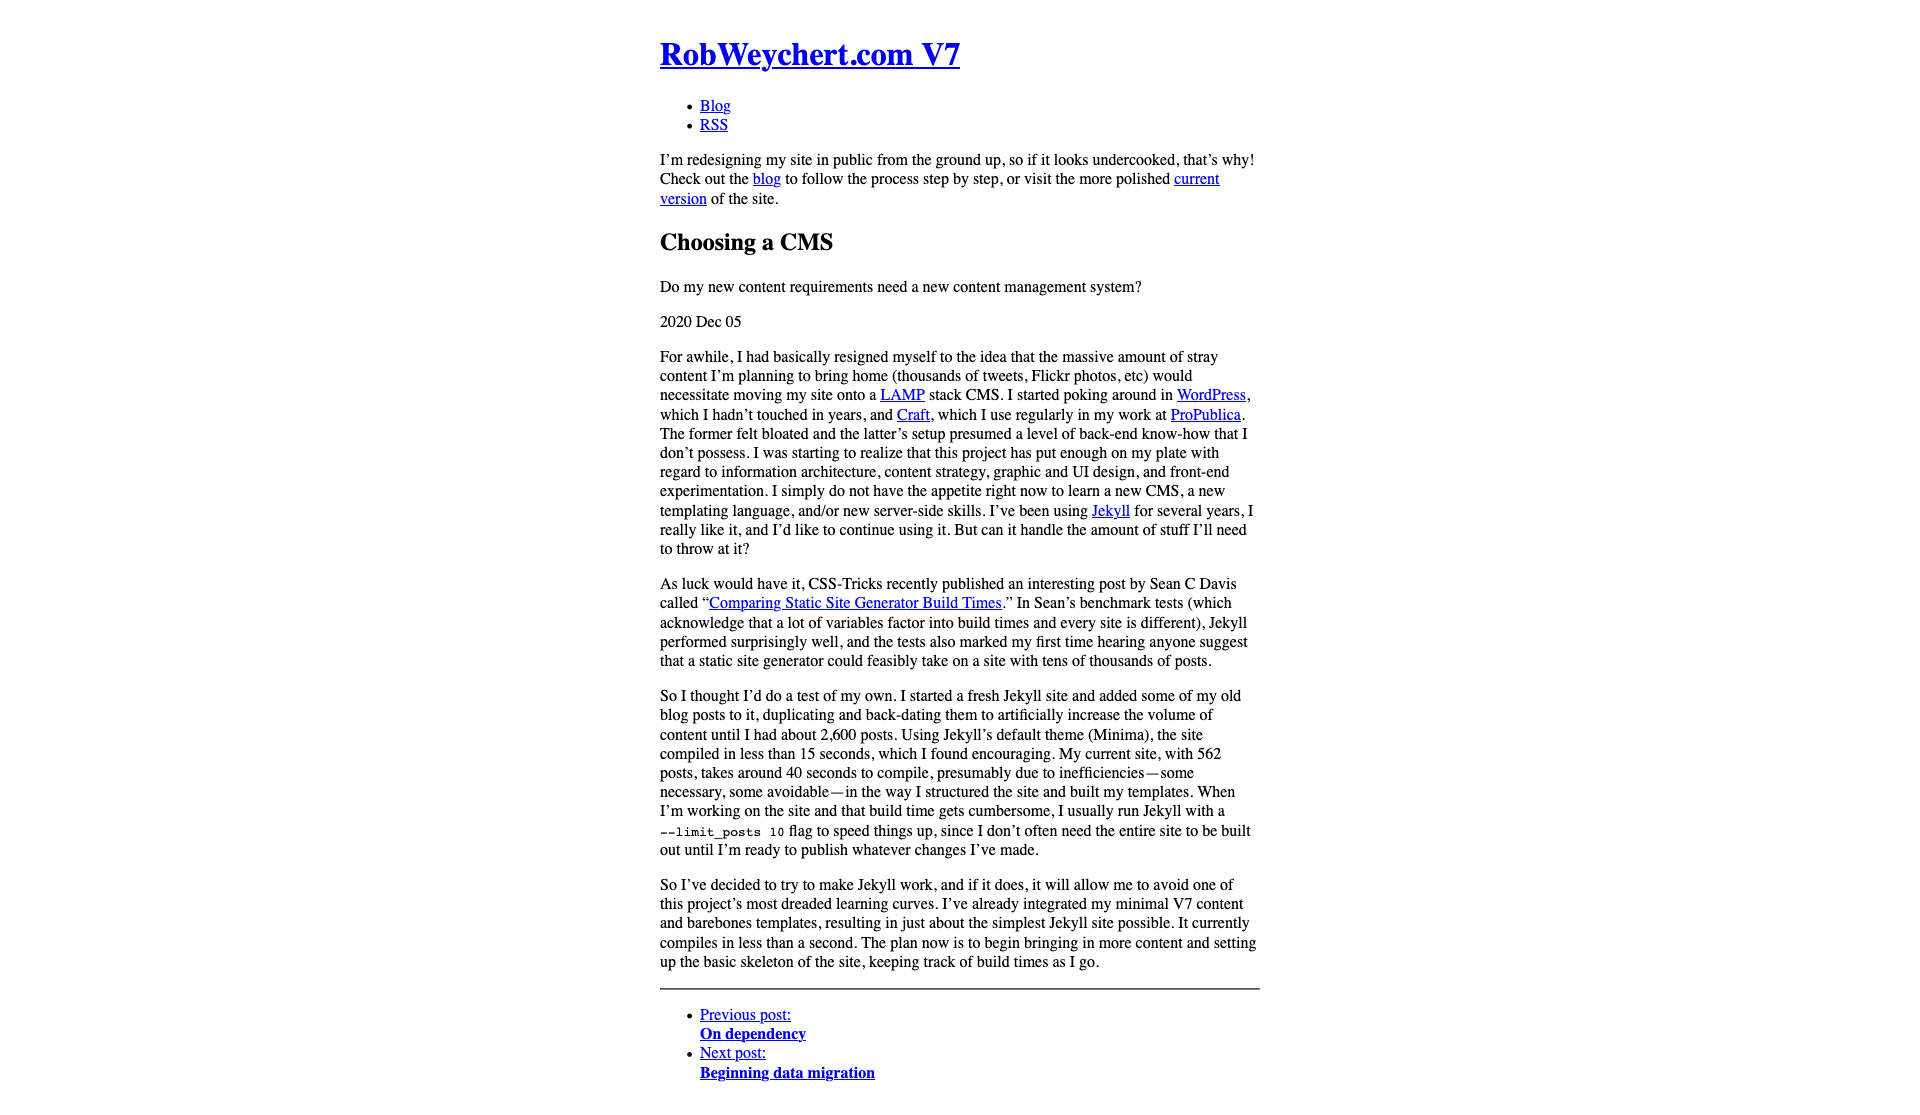 RobWeychert.com V7
• Blog
• RSS
I’m redesigning my site in public from the ground up, so if it looks undercooked, that’s why!
Check out the blog to follow the process step by step, or visit the more polished current
version of the site.
Choosing a CMS
Do my new content requirements need a new content management system?
2020 Dec 05
For awhile, I had basically resigned myself to the idea that the massive amount of stray
content I’m planning to bring home (thousands of tweets, Flickr photos, etc) would
necessitate moving my site onto a LAMP stack CMS. I started poking around in WordPress,
which I hadn’t touched in years, and Craft, which I use regularly in my work at ProPublica.
The former felt bloated and the latter’s setup presumed a level of back-end know-how that I
don’t possess. I was starting to realize that this project has put enough on my plate with
regard to information architecture, content strategy, graphic and UI design, and front-end
experimentation. I simply do not have the appetite right now to learn a new CMS, a new
templating language, and/or new server-side skills. I’ve been using Jekyll for several years, I
really like it, and I’d like to continue using it. But can it handle the amount of stuff I’ll need
to throw at it?
As luck would have it, CSS-Tricks recently published an interesting post by Sean C Davis
called “Comparing Static Site Generator Build Times.” In Sean’s benchmark tests (which
acknowledge that a lot of variables factor into build times and every site is different), Jekyll
performed surprisingly well, and the tests also marked my first time hearing anyone suggest
that a static site generator could feasibly take on a site with tens of thousands of posts.
So I thought I’d do a test of my own. I started a fresh Jekyll site and added some of my old
blog posts to it, duplicating and back-dating them to artificially increase the volume of
content until I had about 2,600 posts. Using Jekyll’s default theme (Minima), the site
compiled in less than 15 seconds, which I found encouraging. My current site, with 562
posts, takes around 40 seconds to compile, presumably due to inefficiencies—some
necessary, some avoidable—in the way I structured the site and built my templates. When
I’m working on the site and that build time gets cumbersome, I usually run Jekyll with a
--limit_posts 10 flag to speed things up, since I don’t often need the entire site to be built
out until I’m ready to publish whatever changes I’ve made.
So I’ve decided to try to make Jekyll work, and if it does, it will allow me to avoid one of
this project’s most dreaded learning curves. I’ve already integrated my minimal V7 content
and barebones templates, resulting in just about the simplest Jekyll site possible. It currently
compiles in less than a second. The plan now is to begin bringing in more content and setting
up the basic skeleton of the site, keeping track of build times as I go.
• Previous post:
On dependency
• Next post:
Beginning data migration